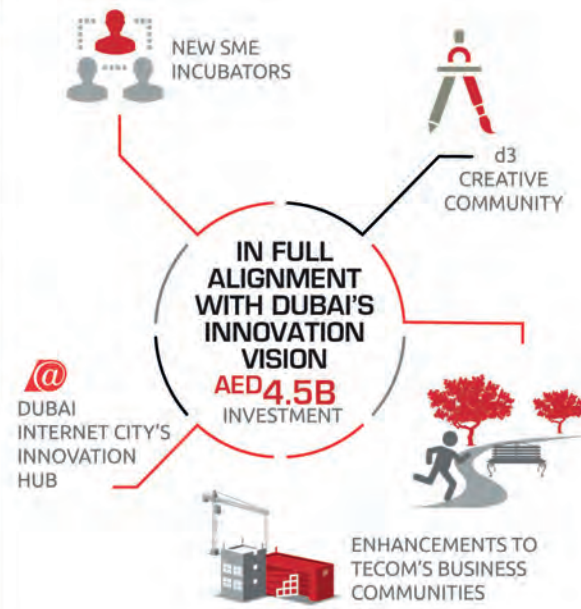 NEW SME
INCUBATORS
d3
CREATIVE
COMMUNITY
IN FULL
ALIGNMENT
WITH DUBAI'S
INNOVATION
VISION
AED4.5B
INVESTMENT
@
DUBAI
INTERNET CITY'S
INNOVATION
HUB
ENHANCEMENTS TO
TECOM'S BUSINESS
COMMUNITIES